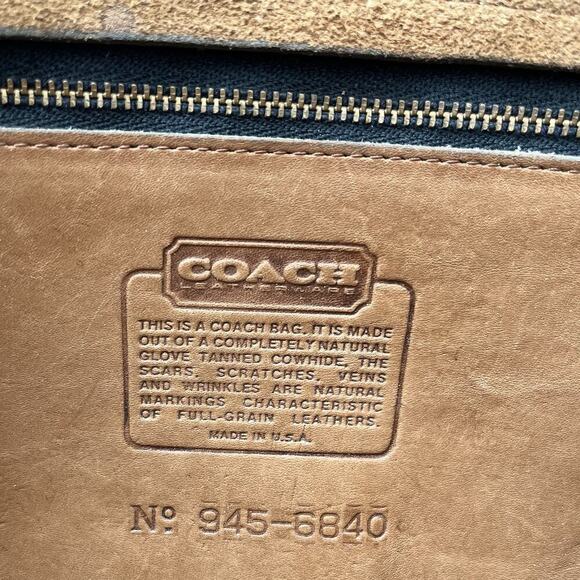 COACH
LEATHERWARE
THIS IS A COACH BAG. IT IS MADE
OUT OF A COMPLETELY NATURAL
GLOVE TANNED COWHIDE, THE
SCARS, SCRATCHES, VEINS
AND WRINKLES ARE NATURAL
MARKINGS CHARACTERISTIC
OF FULL-GRAIN LEATHERS.
MADE IN U.S.A.
Nº 945-6840